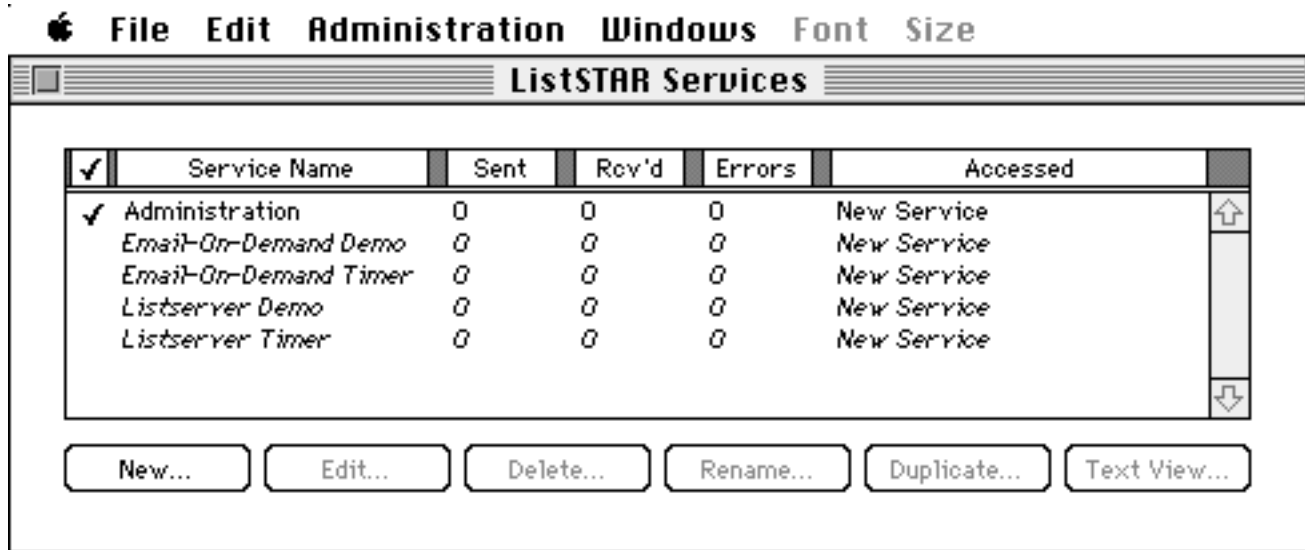 File Edit Administration Windows Font Size
ListSTAR Services
✓ Service Name Sent Rcv'd Errors Accessed
✓ Administration 0 0 0 New Service
Email-On-Demand Demo 0 0 0 New Service
Email-On-Demand Timer 0 0 0 New Service
Listserver Demo 0 0 0 New Service
Listserver Timer 0 0 0 New Service
New... Edit... Delete... Rename... Duplicate... Text View...